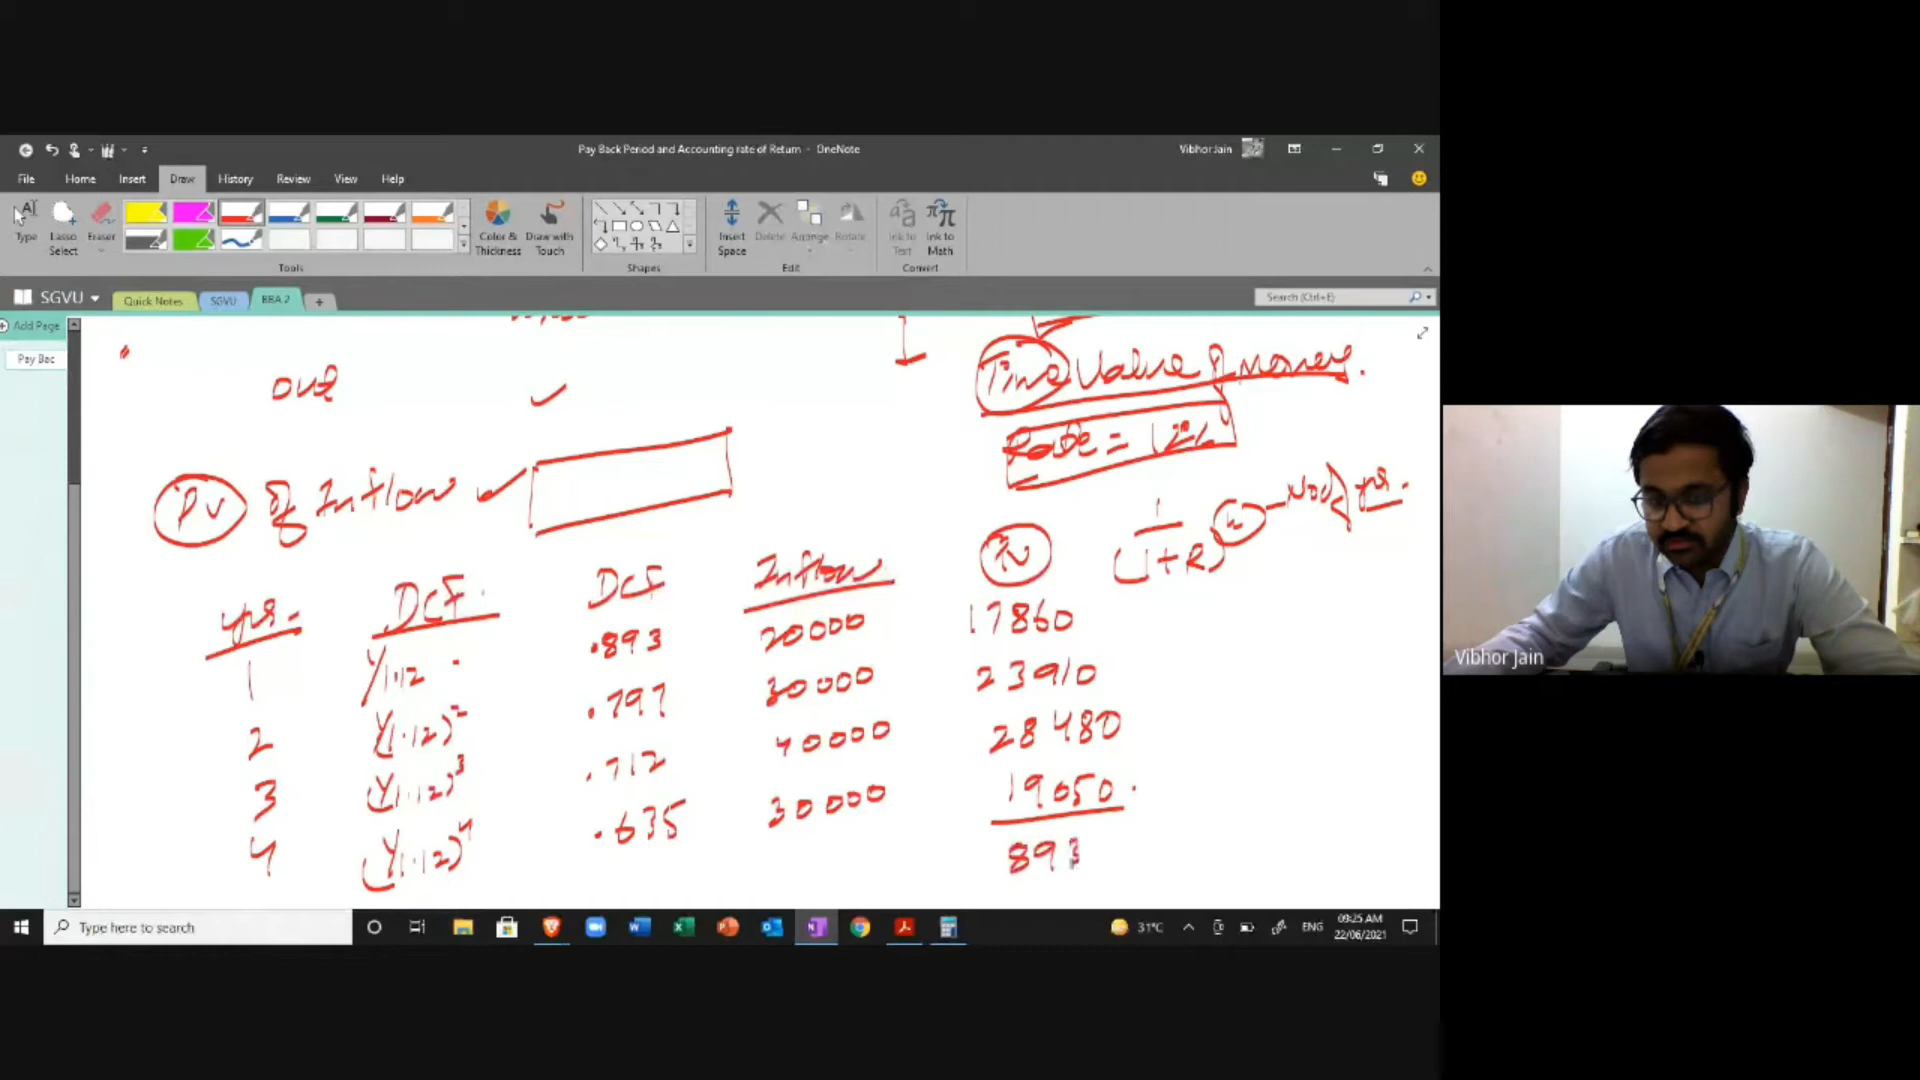 Pay Back Period and Accounting rate of Return - OneNote
Vibhor Jain
File Home Insert Draw History Review View Help
Type
Lasso Select
Eraser
Color & Thickness
Draw with Touch
Insert Space
Delete
Arrange
Rotate
Ink to Text
Ink to Math
Tools
Shapes
Edit
Convert
SGVU
Quick Notes
SGVU
BBA 2
+
Search (Ctrl+E)
Add Page
Pay Bac
out
Time Value of Money.
Rate = 12%
PV of Inflow
1
(1+R)
n - No of yrs.
yrs. DCF. DCF Inflow PV
1 1/1.12 .893 20000 17860
2 1/(1.12)2 .797 30000 23910
3 (1/1.12)3 .712 40000 28480
4 (1/1.12)4 .635 30000 19050.
893
Vibhor Jain
Type here to search
31°C
ENG
09:25 AM
22/06/2021